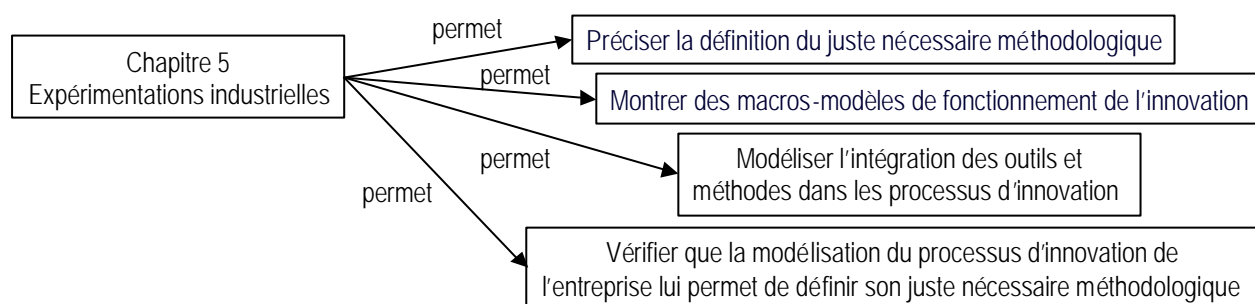 permet
Préciser la définition du juste nécessaire méthodologique
Chapitre 5
Expérimentations industrielles
permet
Montrer des macros-modèles de fonctionnement de l'innovation
permet
Modéliser l'intégration des outils et
méthodes dans les processus d'innovation
permet
Vérifier que la modélisation du processus d'innovation de
l'entreprise lui permet de définir son juste nécessaire méthodologique